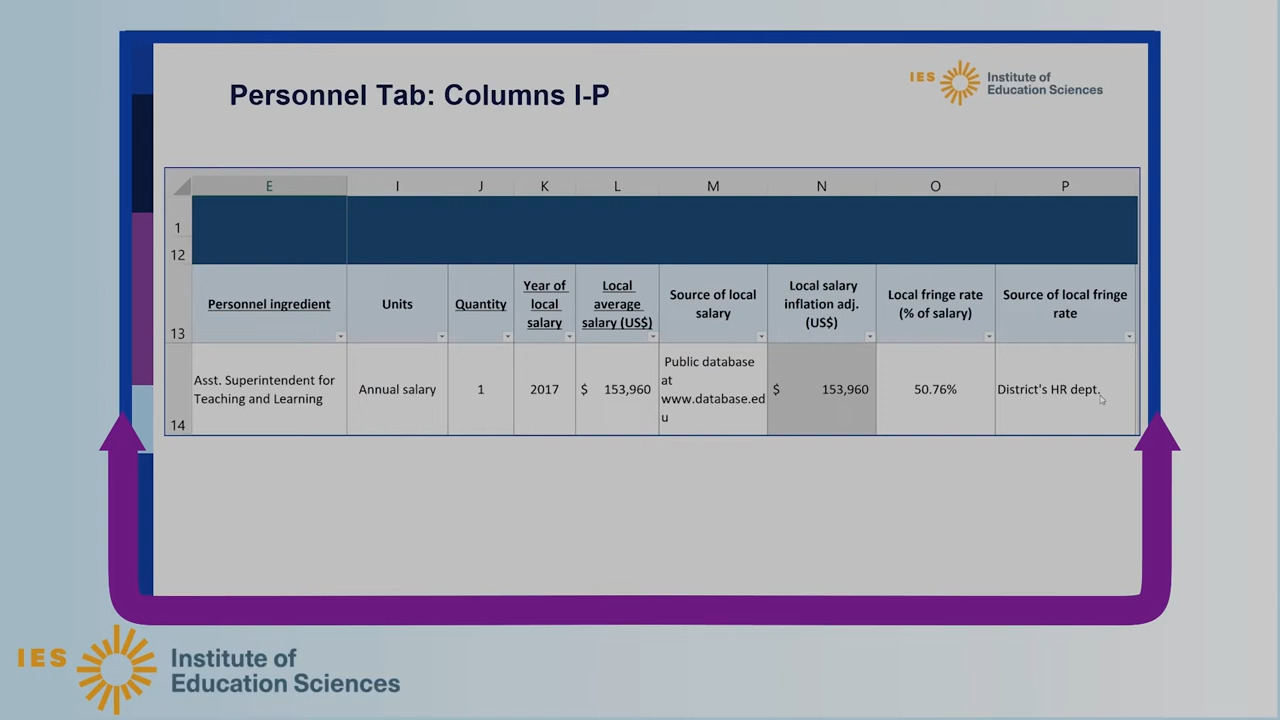 Personnel Tab: Columns I-P
IES
Institute of
Education Sciences
E I J K L M N O P
1
12
13
Personnel ingredient
Units
Quantity
Year of
local
salary
Local
average
salary (US$)
Source of local
salary
Local salary
inflation adj.
(US$)
Local fringe rate
(% of salary)
Source of local fringe
rate
14
Asst. Superintendent for
Teaching and Learning
Annual salary
1
2017
$ 153,960
Public database
at
www.database.ed
u
$ 153,960
50.76%
District's HR dept.
IES
Institute of
Education Sciences